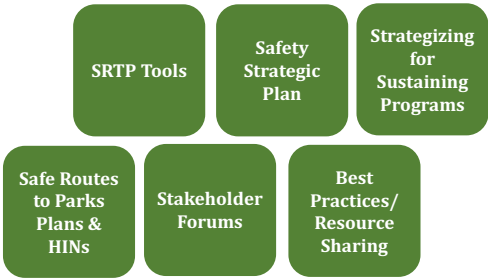 SRTP Tools
Safety
Strategic
Plan
Strategizing
for
Sustaining
Programs
Safe Routes
to Parks
Plans &
HINs
Stakeholder
Forums
Best
Practices/
Resource
Sharing